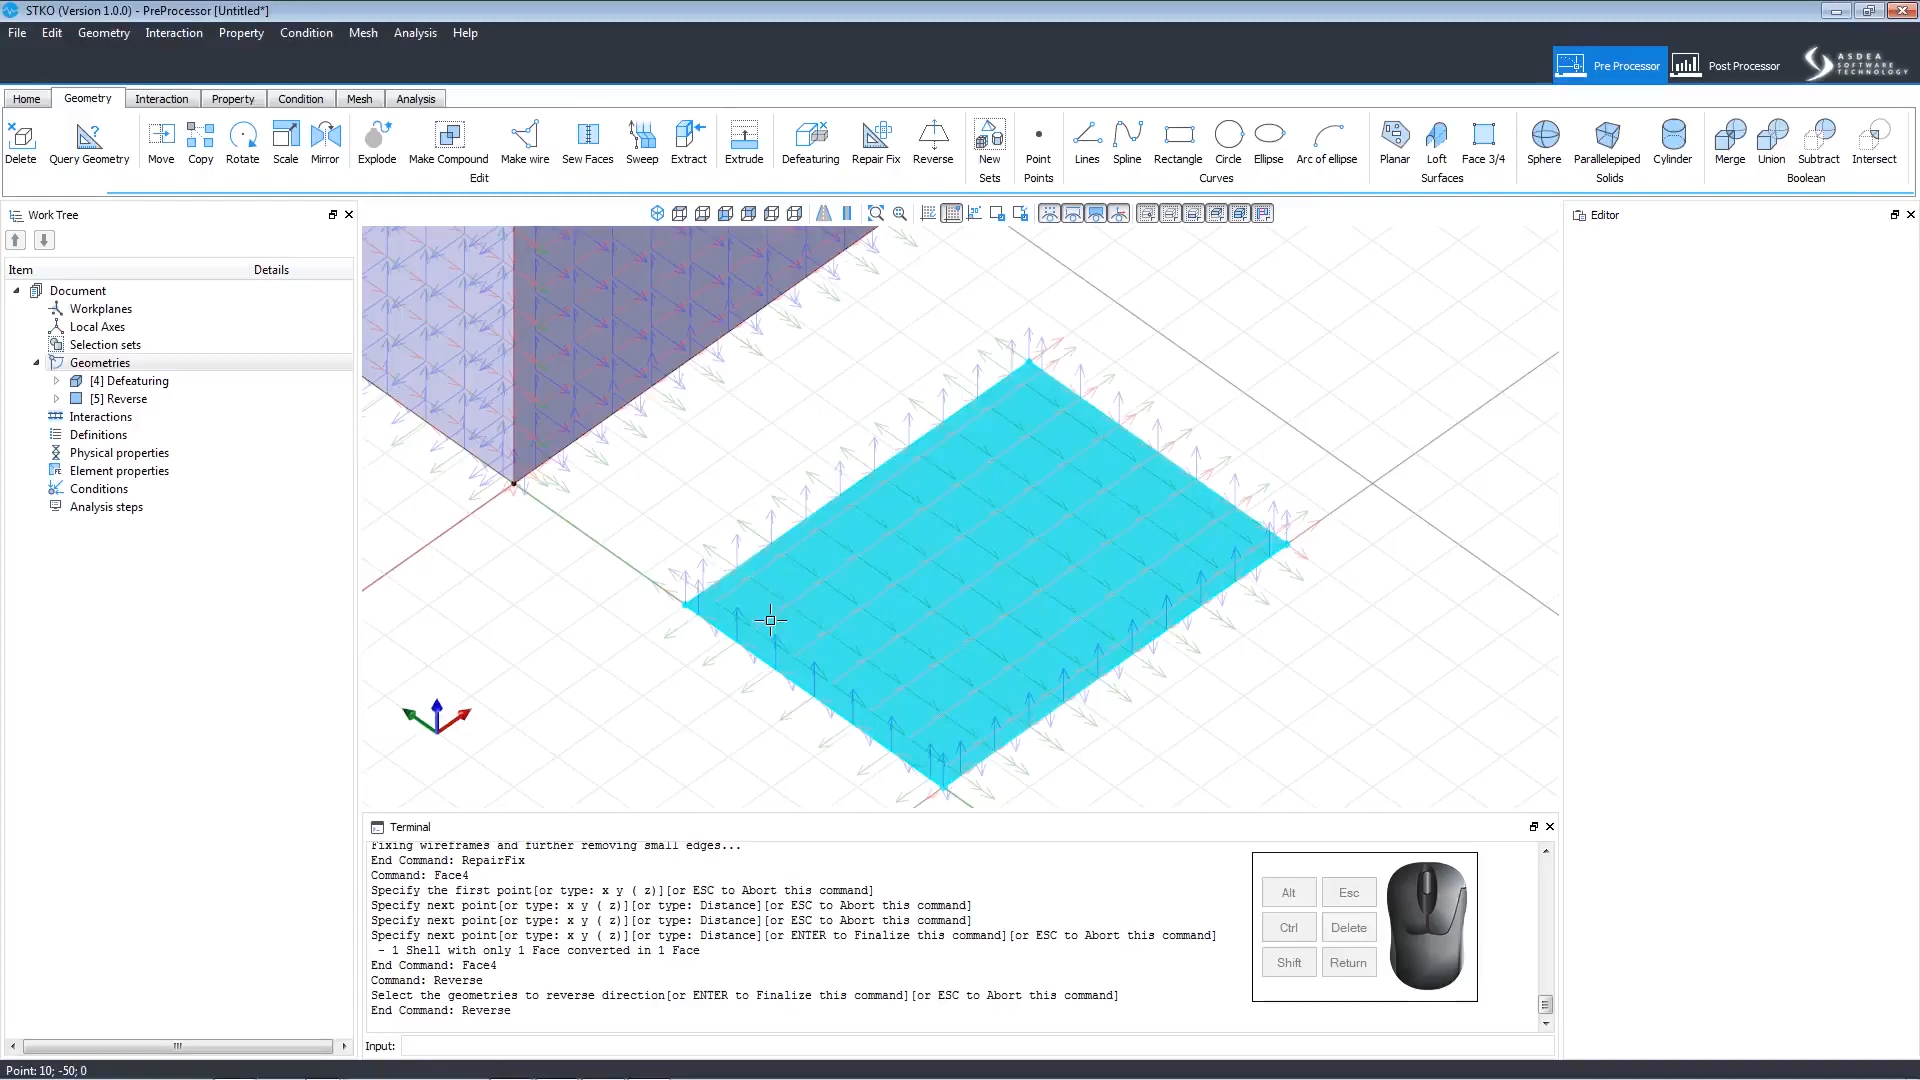 STKO (Version 1.0.0) - PreProcessor [Untitled*]
File Edit Geometry Interaction Property Condition Mesh Analysis Help
Pre Processor Post Processor ASDEA SOFTWARE TECHNOLOGY
Home Geometry Interaction Property Condition Mesh Analysis
Delete Query Geometry Move Copy Rotate Scale Mirror Explode Make Compound Make wire Sew Faces Sweep Extract Extrude Defeaturing Repair Fix Reverse New Point Lines Spline Rectangle Circle Ellipse Arc of ellipse Planar Loft Face 3/4 Sphere Parallelepiped Cylinder Merge Union Subtract Intersect
Edit Sets Points Curves Surfaces Solids Boolean
Work Tree
Editor
Item Details
Document
Workplanes
Local Axes
Selection sets
Geometries
[4] Defeaturing
[5] Reverse
Interactions
Definitions
Physical properties
Element properties
Conditions
Analysis steps
Terminal
Fixing wireframes and further removing small edges...
End Command: RepairFix
Command: Face4
Specify the first point[or type: x y ( z)][or ESC to Abort this command]
Specify next point[or type: x y ( z)][or type: Distance][or ESC to Abort this command]
Specify next point[or type: x y ( z)][or type: Distance][or ESC to Abort this command]
Specify next point[or type: x y ( z)][or type: Distance][or ENTER to Finalize this command][or ESC to Abort this command]
- 1 Shell with only 1 Face converted in 1 Face
End Command: Face4
Command: Reverse
Select the geometries to reverse direction[or ENTER to Finalize this command][or ESC to Abort this command]
End Command: Reverse
Alt Esc
Ctrl Delete
Shift Return
Input:
Point: 10; -50; 0